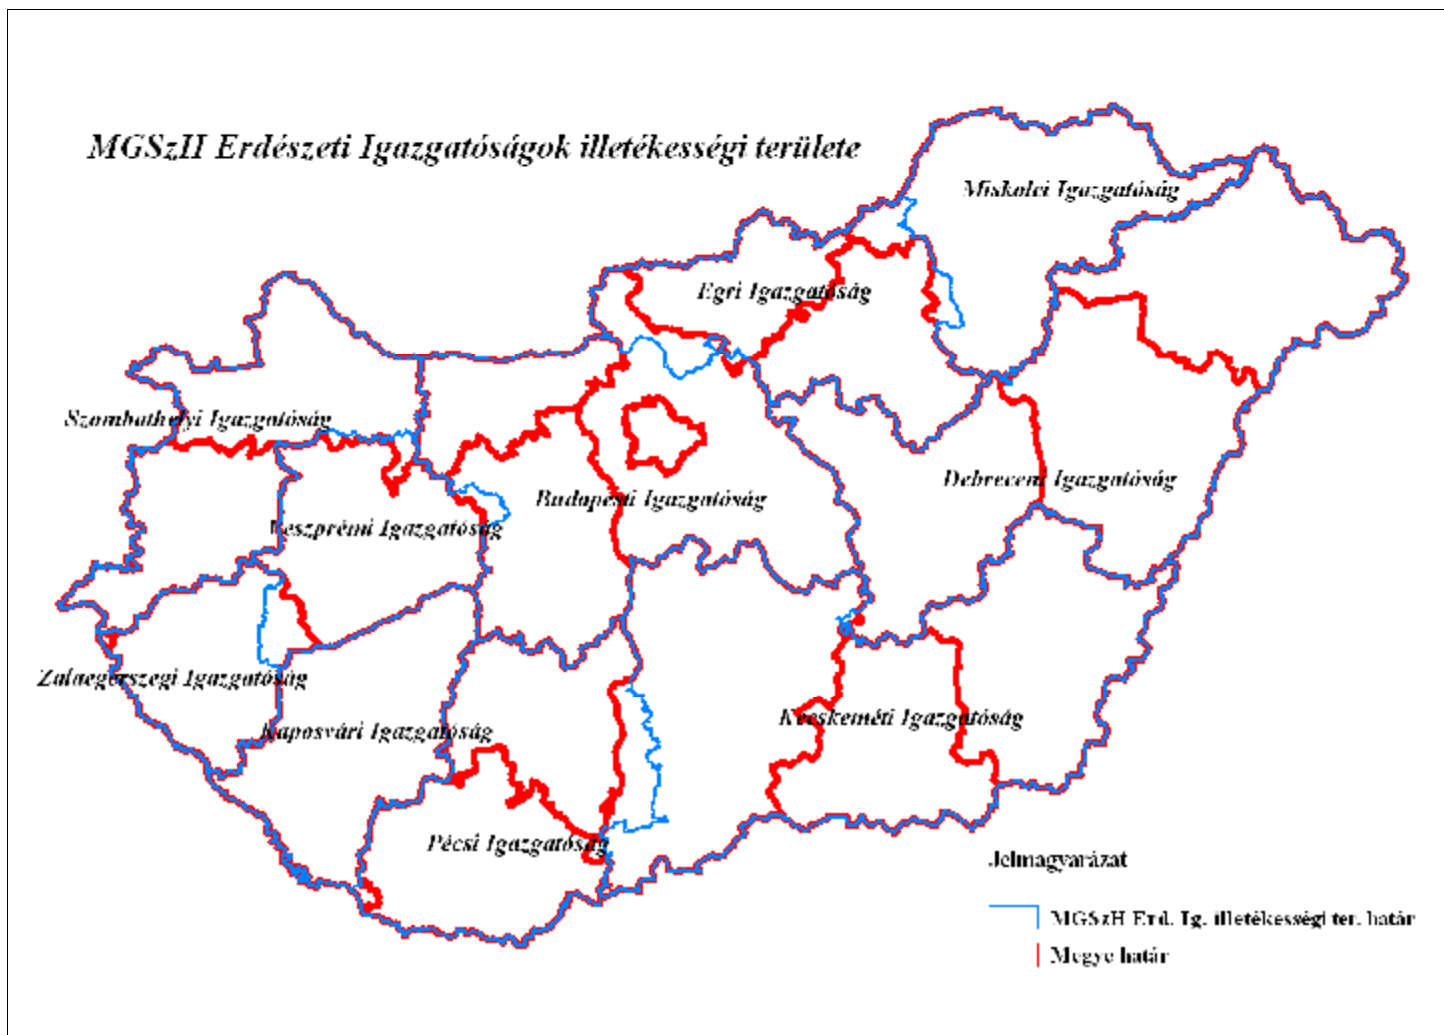 MGSzH Erdészeti Igazgatóságok illetékességi területe
Miskolci Igazgatóság
Egri Igazgatóság
Szombathelyi Igazgatóság
Debreceni Igazgatóság
Budapesti Igazgatóság
Veszprémi Igazgatóság
Zalaegerszegi Igazgatóság
Kecskeméti Igazgatóság
Kaposvári Igazgatóság
Pécsi Igazgatóság
Jelmagyarázat
MGSzH Erd. Ig. illetékességi ter. határ
Megye határ